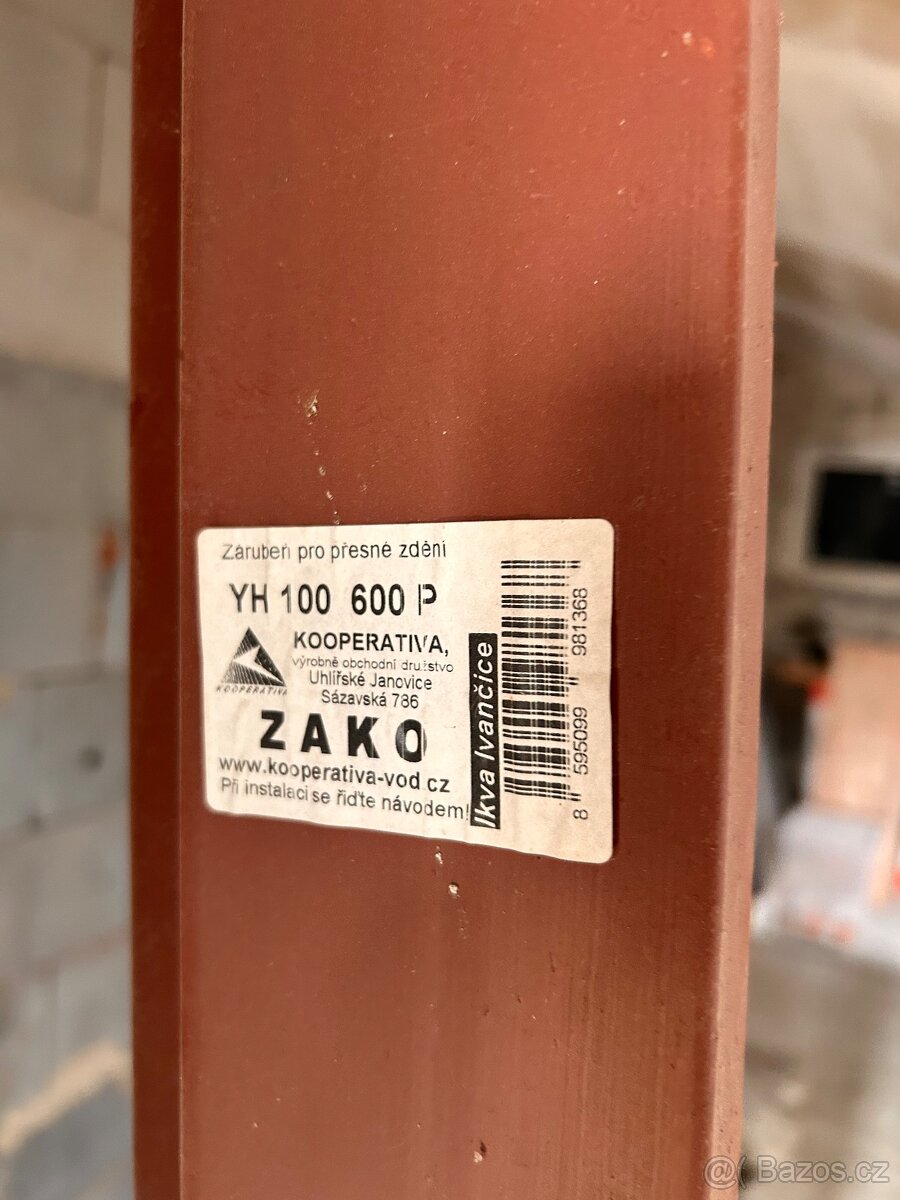 Zárubeň pro přesné zdění
YH 100 600 P
KOOPERATIVA,
výrobně obchodní družstvo
Uhlířské Janovice
Sázavská 786
KOOPERATIVA
ZAKO
www.kooperativa-vod.cz
Při instalaci se řiďte návodem!
Ikva Ivančice
8 595099 981368
@( Bazos.cz